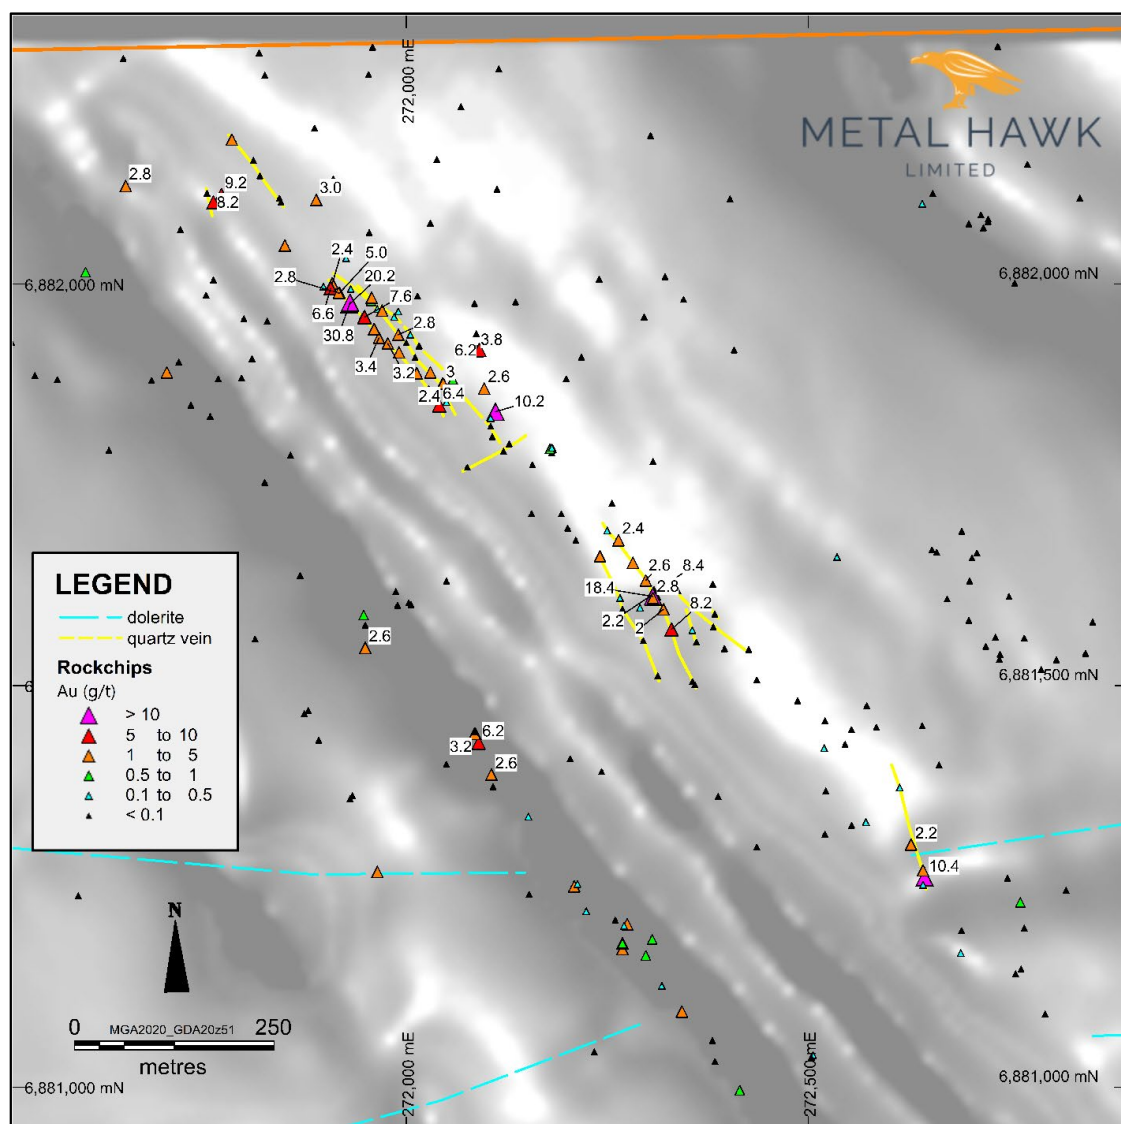 272,000 mE
METAL HAWK
LIMITED
2.8
9.2
8.2
3.0
2.4
5.0
2.8
20.2
6,882,000 mN
6,882,000 mN
6.6
7.6
30.8
2.8
3.4
3.2
3.8
6.2
3
2.6
2.4
6.4
10.2
2.4
2.6
8.4
18.4
2.8
2.2
2
8.2
LEGEND
dolerite
quartz vein
Rockchips
Au (g/t)
> 10
5 to 10
1 to 5
0.5 to 1
0.1 to 0.5
< 0.1
2.6
6
6,881,500 mN
6.2
3.2
2.6
2.2
10.4
N
0 MGA2020_GDA20z51 250
metres
272,000 mE
272,500 mE
6,881,000 mN
6,881,000 mN